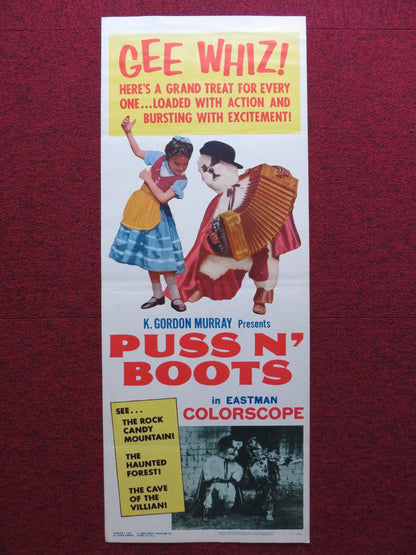 GEE WHIZ!
HERE'S A GRAND TREAT FOR EVERY
ONE...LOADED WITH ACTION AND
BURSTING WITH EXCITEMENT!
K. GORDON MURRAY Presents
PUSS N'
BOOTS
in EASTMAN
COLORSCOPE
SEE...
THE ROCK
CANDY
MOUNTAIN!
THE
HAUNTED
FOREST!
THE CAVE
OF THE
VILLIAN!